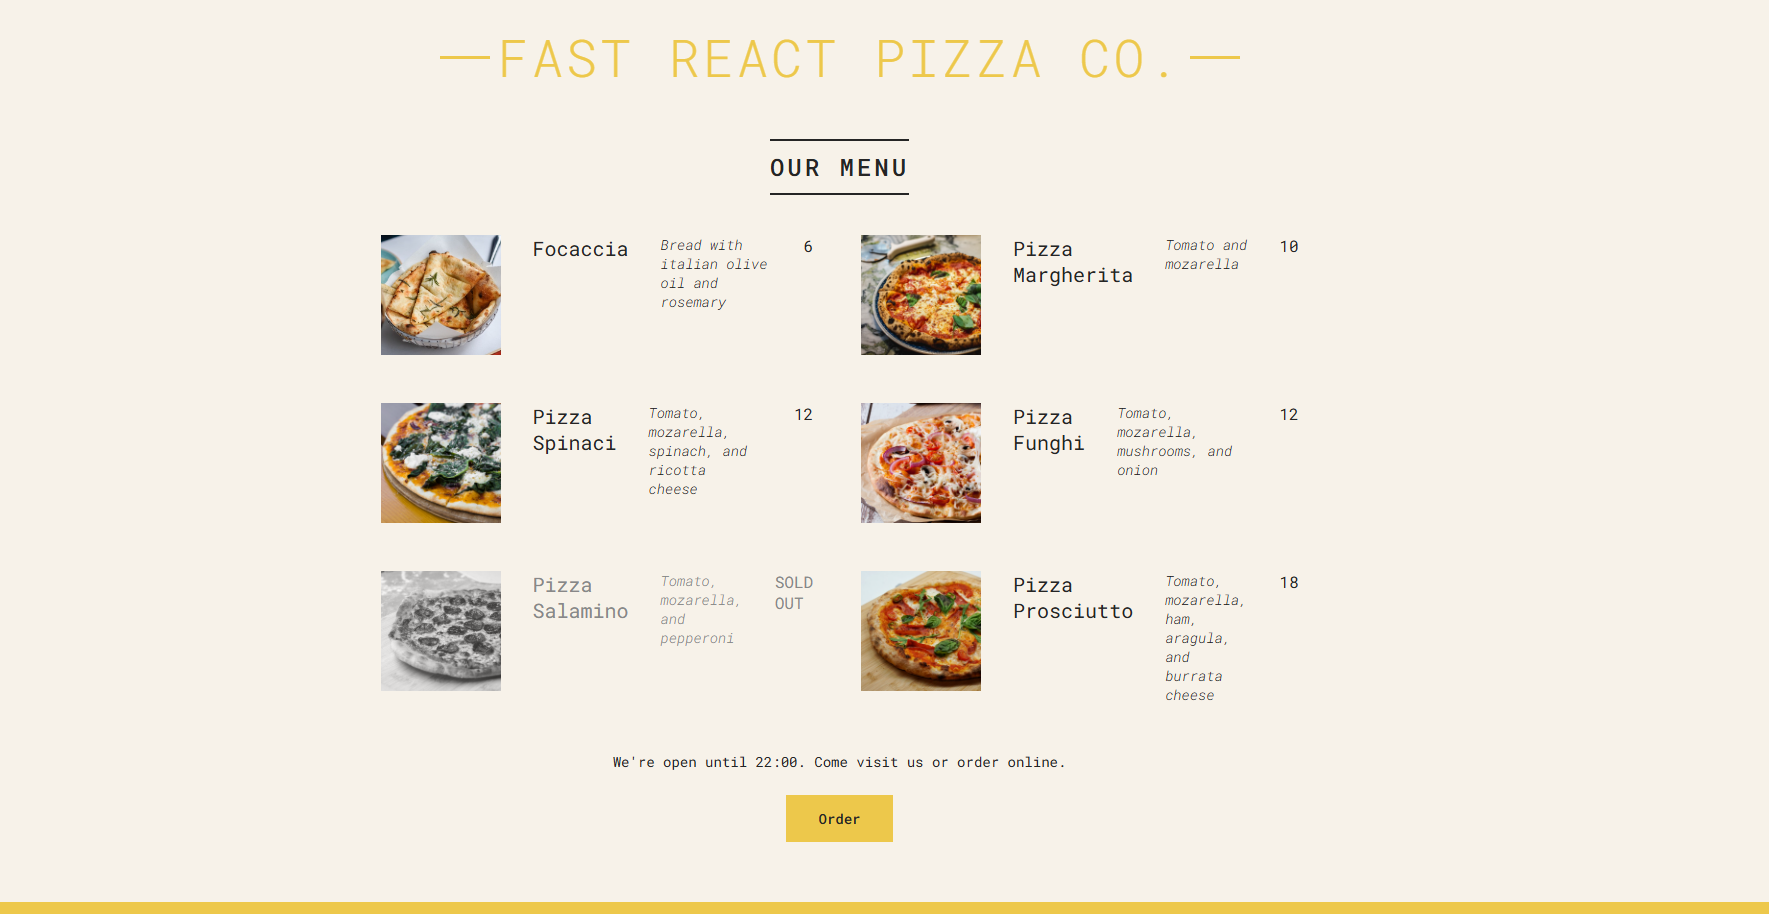 FAST REACT PIZZA CO.
OUR MENU
Focaccia
Bread with
italian olive
oil and
rosemary
6
Pizza
Margherita
Tomato and
mozarella
10
Pizza
Spinaci
Tomato,
mozarella,
spinach, and
ricotta
cheese
12
Pizza
Funghi
Tomato,
mozarella,
mushrooms, and
onion
12
Pizza
Salamino
Tomato,
mozarella,
and
pepperoni
SOLD
OUT
Pizza
Prosciutto
Tomato,
mozarella,
ham,
aragula,
and
burrata
cheese
18
We're open until 22:00. Come visit us or order online.
Order